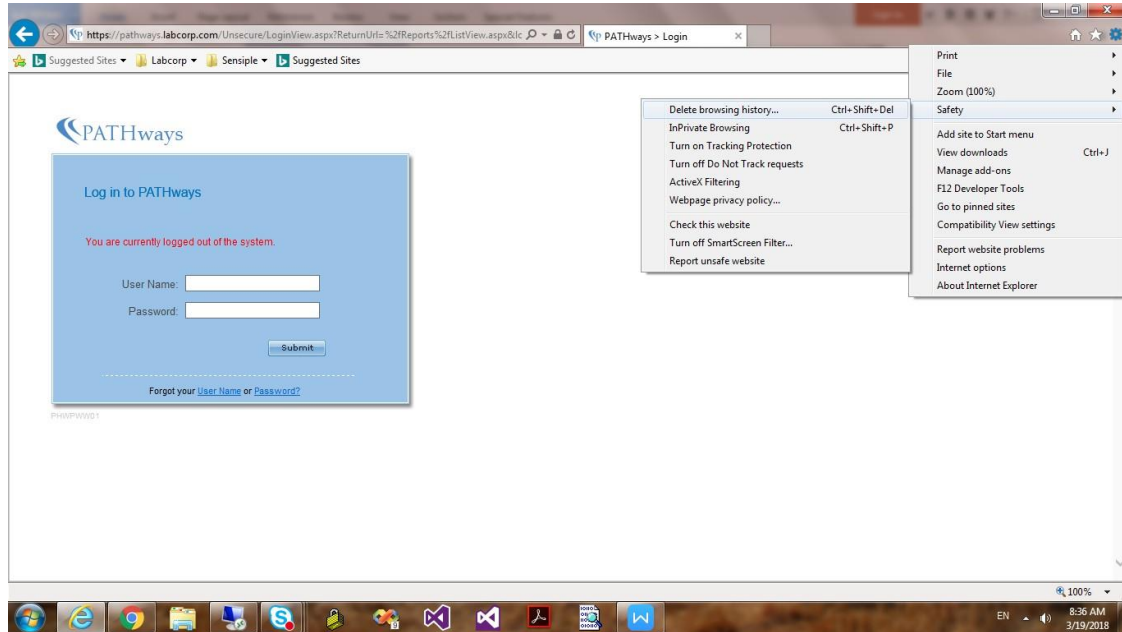 https://pathways.labcorp.com/Unsecure/LoginView.aspx?ReturnUrl=%2fReports%2fListView.aspx&lc
PATHways > Login
Suggested Sites
Labcorp
Sensiple
Suggested Sites
Print
File
Zoom (100%)
Safety
Add site to Start menu
View downloads Ctrl+J
Manage add-ons
F12 Developer Tools
Go to pinned sites
Compatibility View settings
Report website problems
Internet options
About Internet Explorer
Delete browsing history... Ctrl+Shift+Del
InPrivate Browsing Ctrl+Shift+P
Turn on Tracking Protection
Turn off Do Not Track requests
ActiveX Filtering
Webpage privacy policy...
Check this website
Turn off SmartScreen Filter...
Report unsafe website
PATHways
Log in to PATHways
You are currently logged out of the system.
User Name:
Password:
Submit
Forgot your User Name or Password?
PHWPWW01
100%
EN
8:36 AM
3/19/2018